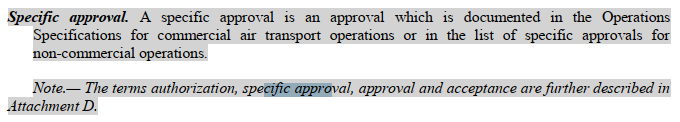 Specific approval. A specific approval is an approval which is documented in the Operations
Specifications for commercial air transport operations or in the list of specific approvals for
non-commercial operations.
Note.— The terms authorization, specific approval, approval and acceptance are further described in
Attachment D.